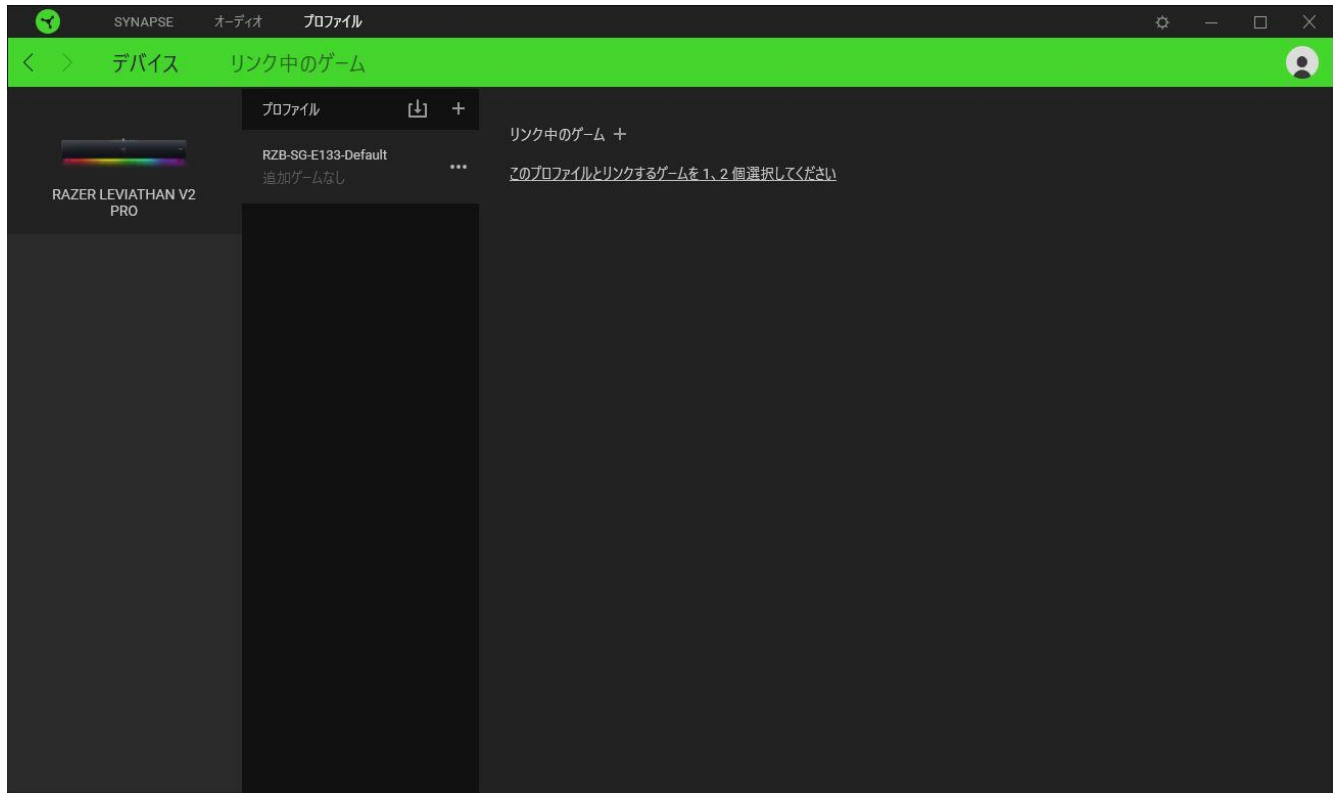 SYNAPSE オーディオ プロファイル
デバイス リンク中のゲーム
RAZER LEVIATHAN V2
PRO
プロファイル
RZB-SG-E133-Default
追加ゲームなし
リンク中のゲーム
このプロファイルとリンクするゲームを 1、2 個選択してください